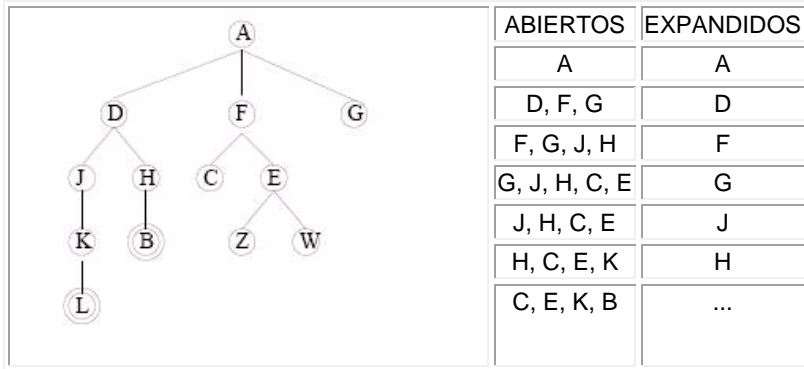 A
D F G
J H C E
K B Z W
L
ABIERTOS EXPANDIDOS
A A
D, F, G D
F, G, J, H F
G, J, H, C, E G
J, H, C, E J
H, C, E, K H
C, E, K, B ...